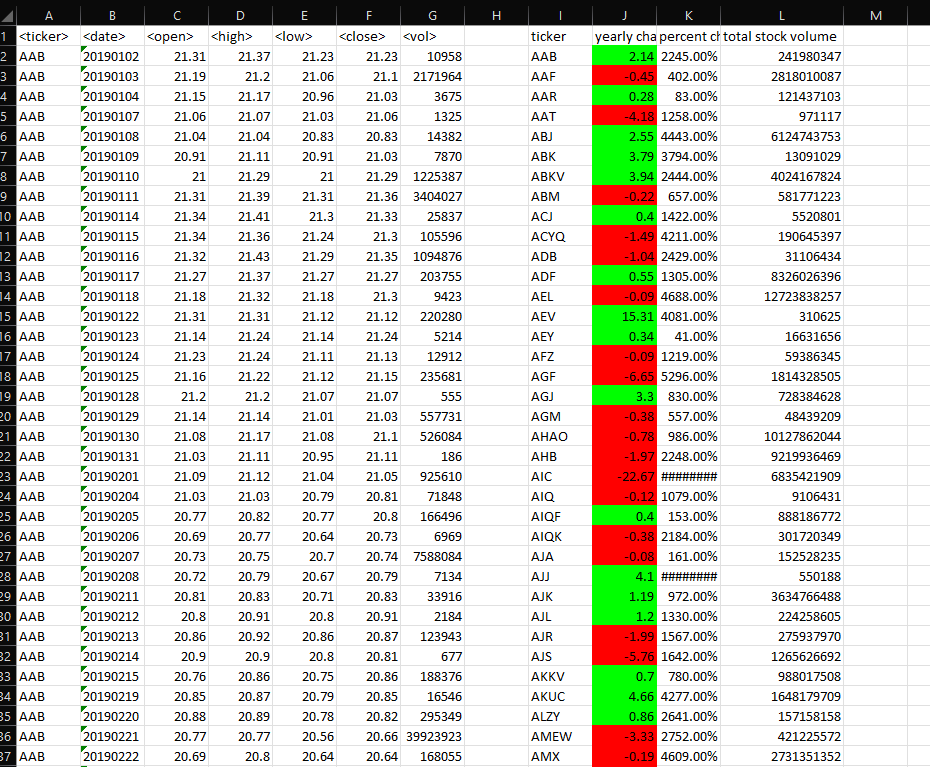 A B C D E F G H I J K L M
1 <ticker> <date> <open> <high> <low> <close> <vol> ticker yearly cha percent ch total stock volume
2 AAB 20190102 21.31 21.37 21.23 21.23 10958 AAB 2.14 2245.00% 241980347
3 AAB 20190103 21.19 21.2 21.06 21.1 2171964 AAF -0.45 402.00% 2818010087
4 AAB 20190104 21.15 21.17 20.96 21.03 3675 AAR 0.28 83.00% 121437103
5 AAB 20190107 21.06 21.07 21.03 21.06 1325 AAT -4.18 1258.00% 971117
6 AAB 20190108 21.04 21.04 20.83 20.83 14382 ABJ 2.55 4443.00% 6124743753
7 AAB 20190109 20.91 21.11 20.91 21.03 7870 ABK 3.79 3794.00% 13091029
8 AAB 20190110 21 21.29 21 21.29 1225387 ABKV 3.94 2444.00% 4024167824
9 AAB 20190111 21.31 21.39 21.31 21.36 3404027 ABM -0.22 657.00% 581771223
10 AAB 20190114 21.34 21.41 21.3 21.33 25837 ACJ 0.4 1422.00% 5520801
11 AAB 20190115 21.34 21.36 21.24 21.3 105596 ACYQ -1.49 4211.00% 190645397
12 AAB 20190116 21.32 21.43 21.29 21.35 1094876 ADB -1.04 2429.00% 31106434
13 AAB 20190117 21.27 21.37 21.27 21.27 203755 ADF 0.55 1305.00% 8326026396
14 AAB 20190118 21.18 21.32 21.18 21.3 9423 AEL -0.09 4688.00% 12723838257
15 AAB 20190122 21.31 21.31 21.12 21.12 220280 AEV 15.31 4081.00% 310625
16 AAB 20190123 21.14 21.24 21.14 21.24 5214 AEY 0.34 41.00% 16631656
17 AAB 20190124 21.23 21.24 21.11 21.13 12912 AFZ -0.09 1219.00% 59386345
18 AAB 20190125 21.16 21.22 21.12 21.15 235681 AGF -6.65 5296.00% 1814328505
19 AAB 20190128 21.2 21.2 21.07 21.07 555 AGJ 3.3 830.00% 728384628
20 AAB 20190129 21.14 21.14 21.01 21.03 557731 AGM -0.38 557.00% 48439209
21 AAB 20190130 21.08 21.17 21.08 21.1 526084 AHAO -0.78 986.00% 10127862044
22 AAB 20190131 21.03 21.11 20.95 21.11 186 AHB -1.97 2248.00% 9219936469
23 AAB 20190201 21.09 21.12 21.04 21.05 925610 AIC -22.67 ######## 6835421909
24 AAB 20190204 21.03 21.03 20.79 20.81 71848 AIQ -0.12 1079.00% 9106431
25 AAB 20190205 20.77 20.82 20.77 20.8 166496 AIQF 0.4 153.00% 888186772
26 AAB 20190206 20.69 20.77 20.64 20.73 6969 AIQK -0.38 2184.00% 301720349
27 AAB 20190207 20.73 20.75 20.7 20.74 7588084 AJA -0.08 161.00% 152528235
28 AAB 20190208 20.72 20.79 20.67 20.79 7134 AJJ 4.1 ######## 550188
29 AAB 20190211 20.81 20.83 20.71 20.83 33916 AJK 1.19 972.00% 3634766488
30 AAB 20190212 20.8 20.91 20.8 20.91 2184 AJL 1.2 1330.00% 224258605
31 AAB 20190213 20.86 20.92 20.86 20.87 123943 AJR -1.99 1567.00% 275937970
32 AAB 20190214 20.9 20.9 20.8 20.81 677 AJS -5.76 1642.00% 1265626692
33 AAB 20190215 20.76 20.86 20.75 20.86 188376 AKKV 0.7 780.00% 988017508
34 AAB 20190219 20.85 20.87 20.79 20.85 16546 AKUC 4.66 4277.00% 1648179709
35 AAB 20190220 20.88 20.89 20.78 20.82 295349 ALZY 0.86 2641.00% 157158158
36 AAB 20190221 20.77 20.77 20.56 20.66 39923923 AMEW -3.33 2752.00% 421225572
37 AAB 20190222 20.69 20.8 20.64 20.64 168055 AMX -0.19 4609.00% 2731351352